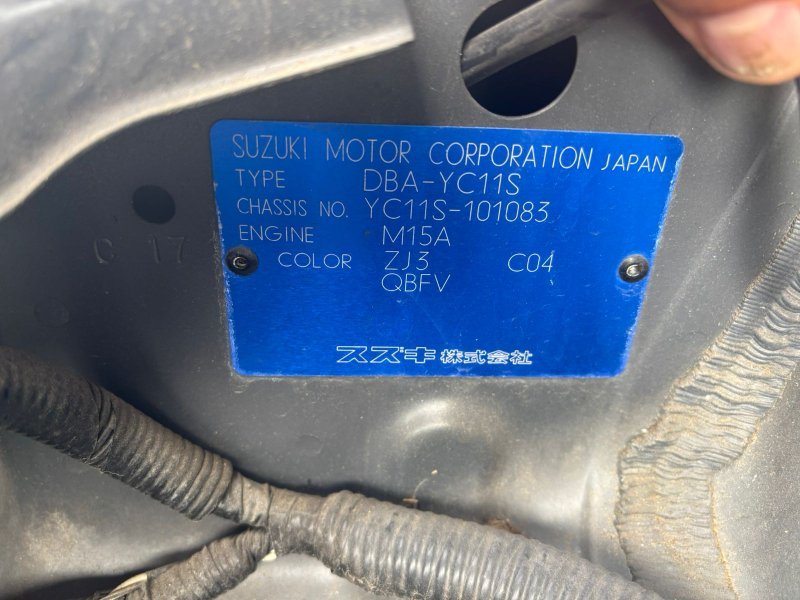 SUZUKI MOTOR CORPORATION JAPAN
TYPE DBA-YC11S
CHASSIS NO. YC11S-101083
ENGINE M15A
COLOR ZJ3 C04
QBFV
スズキ株式会社
C 17